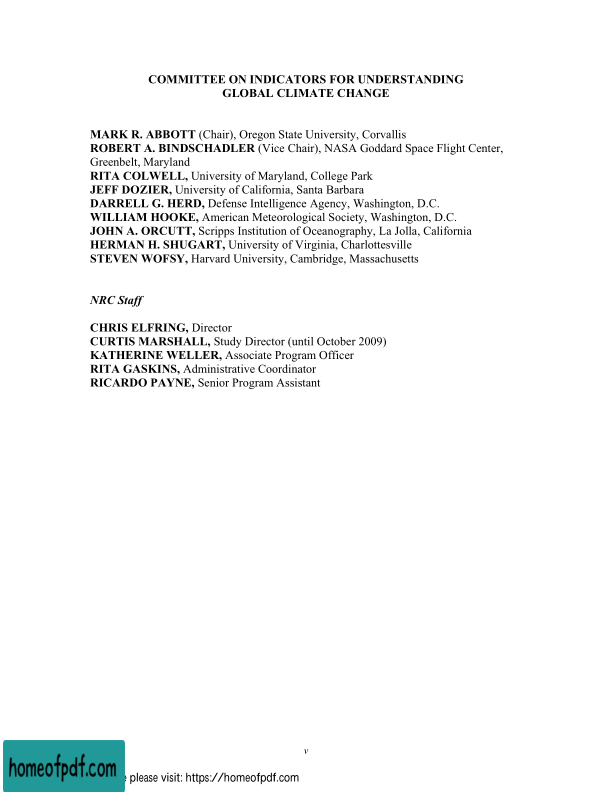 COMMITTEE ON INDICATORS FOR UNDERSTANDING
GLOBAL CLIMATE CHANGE
MARK R. ABBOTT (Chair), Oregon State University, Corvallis
ROBERT A. BINDSCHADLER (Vice Chair), NASA Goddard Space Flight Center,
Greenbelt, Maryland
RITA COLWELL, University of Maryland, College Park
JEFF DOZIER, University of California, Santa Barbara
DARRELL G. HERD, Defense Intelligence Agency, Washington, D.C.
WILLIAM HOOKE, American Meteorological Society, Washington, D.C.
JOHN A. ORCUTT, Scripps Institution of Oceanography, La Jolla, California
HERMAN H. SHUGART, University of Virginia, Charlottesville
STEVEN WOFSY, Harvard University, Cambridge, Massachusetts
NRC Staff
CHRIS ELFRING, Director
CURTIS MARSHALL, Study Director (until October 2009)
KATHERINE WELLER, Associate Program Officer
RITA GASKINS, Administrative Coordinator
RICARDO PAYNE, Senior Program Assistant
v
homeofpdf.com
please visit: https://homeofpdf.com